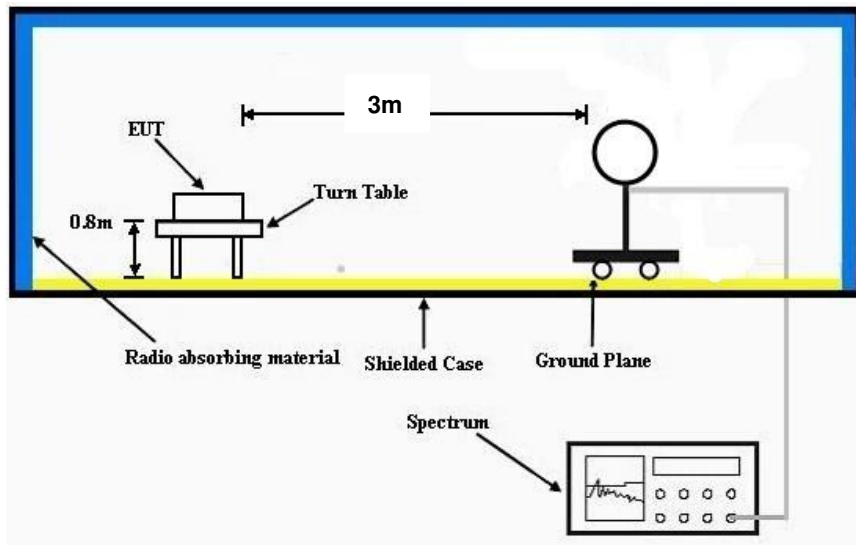 3m
EUT
Turn Table
0.8m
Radio absorbing material
Shielded Case
Ground Plane
Spectrum